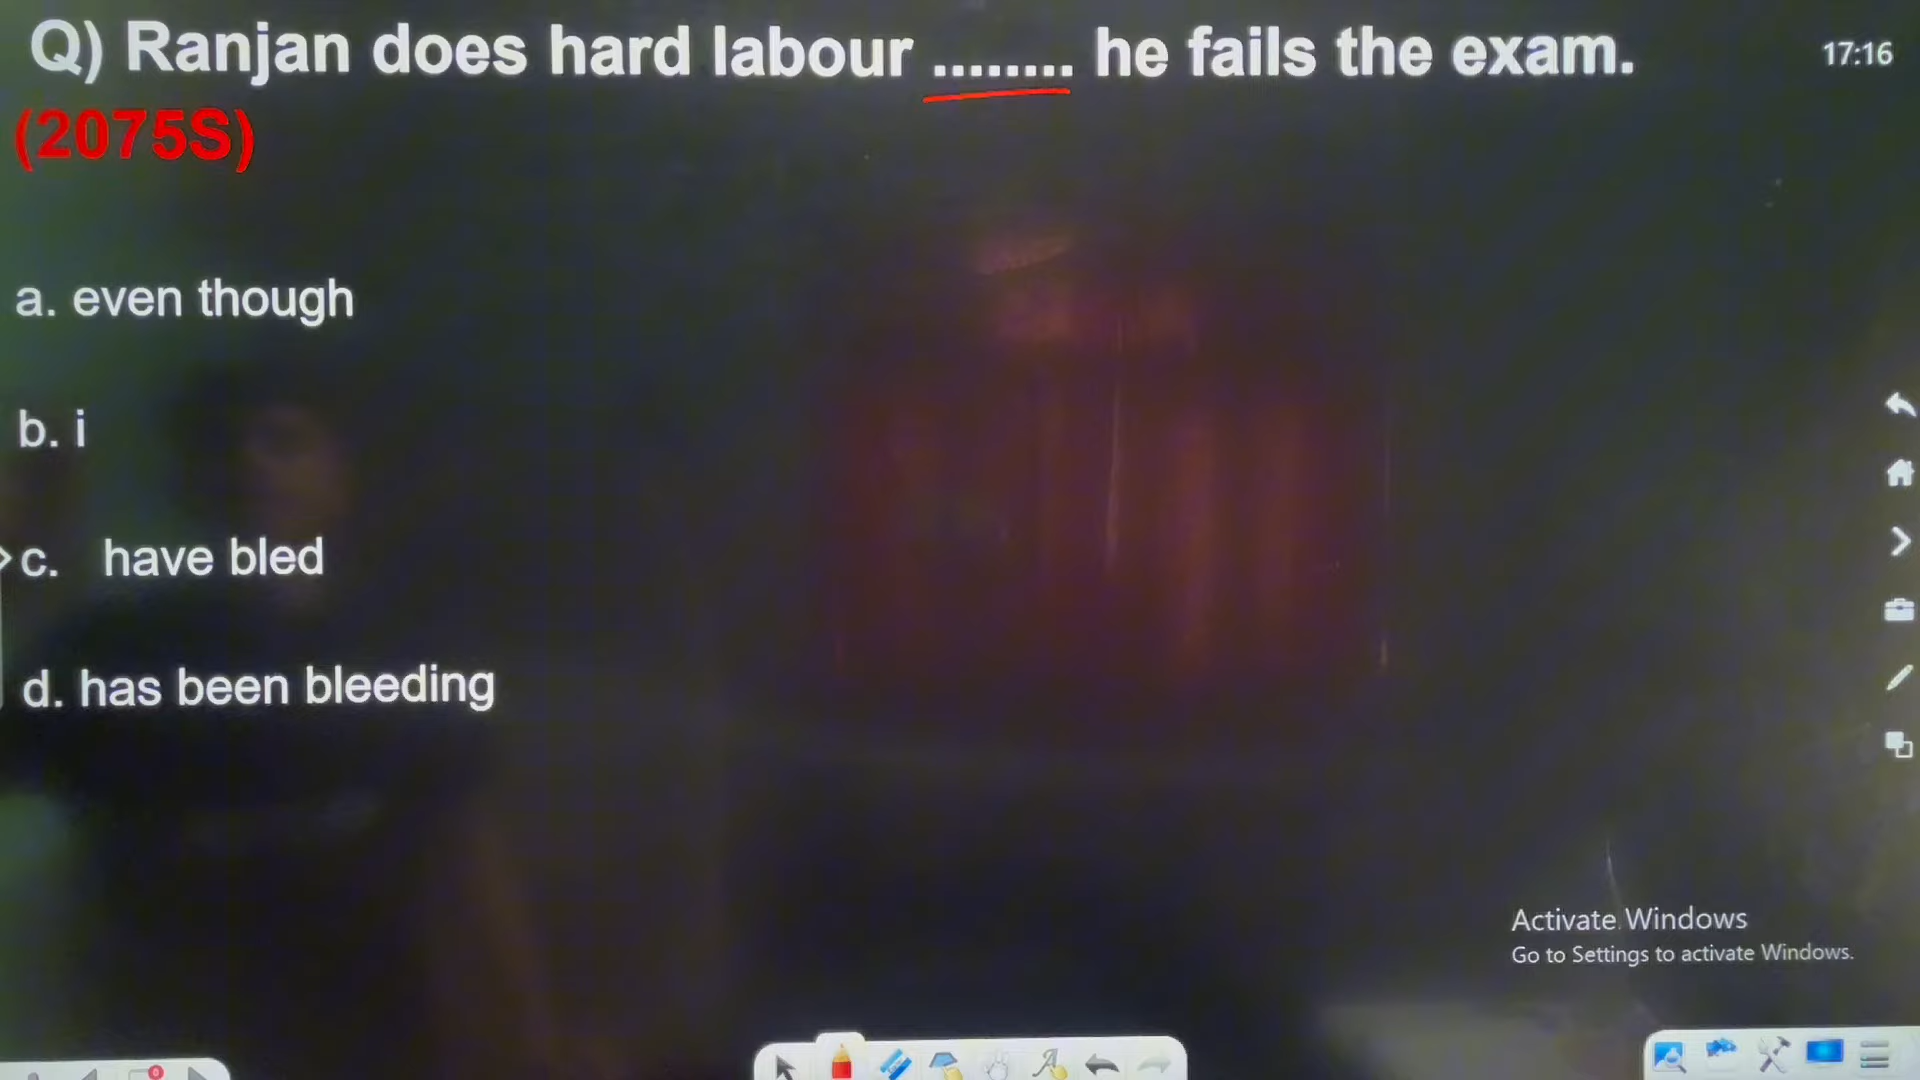 Q) Ranjan does hard labour ........ he fails the exam.
17:16
(2075S)
a. even though
b. i
c. have bled
d. has been bleeding
Activate Windows
Go to Settings to activate Windows.
0